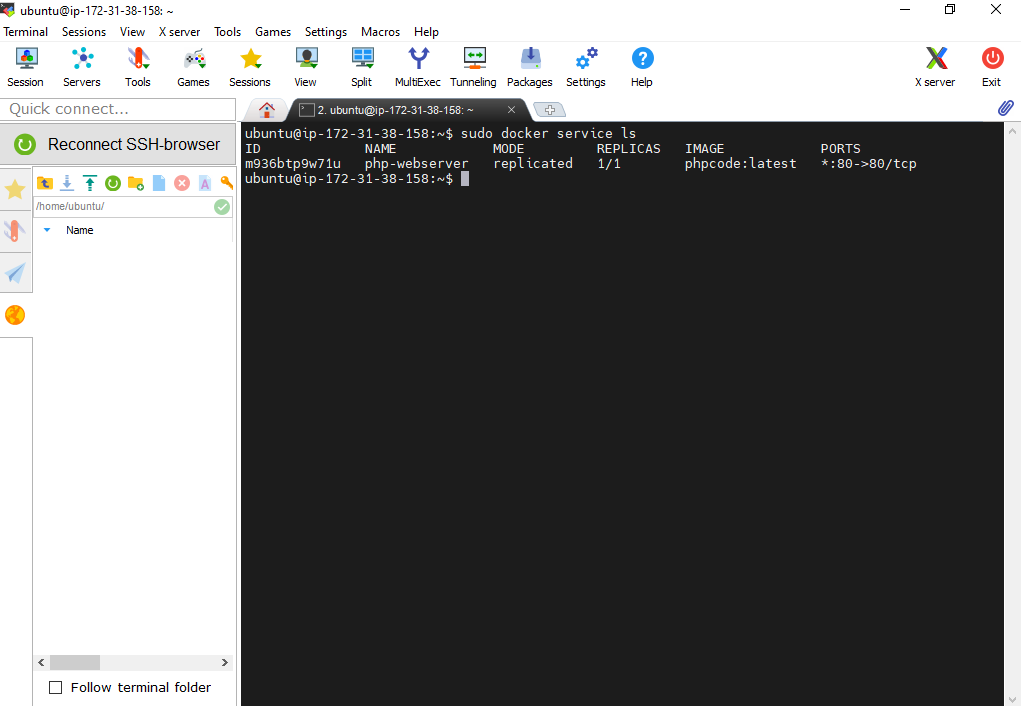 ubuntu@ip-172-31-38-158: ~
Terminal Sessions View X server Tools Games Settings Macros Help
Session Servers Tools Games Sessions View Split MultiExec Tunneling Packages Settings Help X server Exit
Quick connect...
2. ubuntu@ip-172-31-38-158: ~
Reconnect SSH-browser
/home/ubuntu/
Name
Follow terminal folder
ubuntu@ip-172-31-38-158:~$ sudo docker service ls
ID NAME MODE REPLICAS IMAGE PORTS
m936btp9w71u php-webserver replicated 1/1 phpcode:latest *:80->80/tcp
ubuntu@ip-172-31-38-158:~$